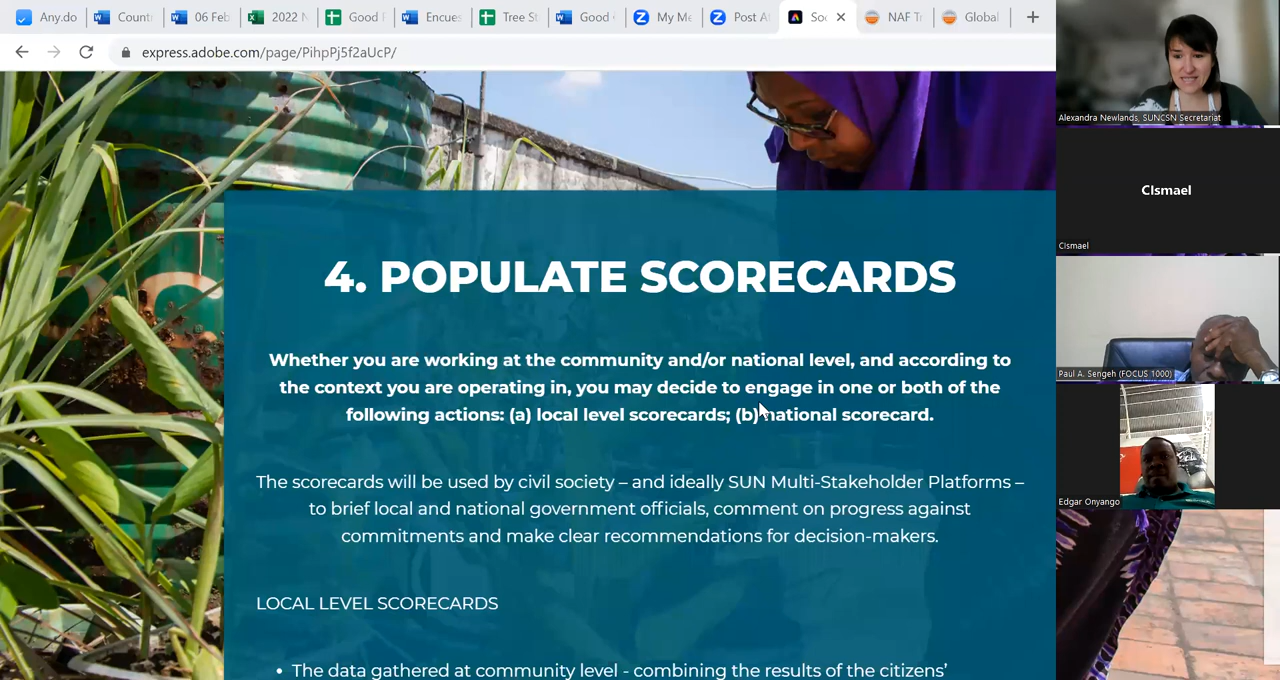 Any.do
Count
06 Feb
2022 N
Good
Encues
Tree St
Good
My Me
Post A
NAF Tr
Global
express.adobe.com/page/PihpPj5f2aUcP/
4. POPULATE SCORECARDS
Whether you are working at the community and/or national level, and according to
the context you are operating in, you may decide to engage in one or both of the
following actions: (a) local level scorecards; (b) national scorecard.
The scorecards will be used by civil society – and ideally SUN Multi-Stakeholder Platforms –
to brief local and national government officials, comment on progress against
commitments and make clear recommendations for decision-makers.
LOCAL LEVEL SCORECARDS
• The data gathered at community level - combining the results of the citizens’
Alexandra Newlands, SUNCSN Secretariat
CIsmael
CIsmael
Paul A. Sengeh (FOCUS 1000)
Edgar Onyango